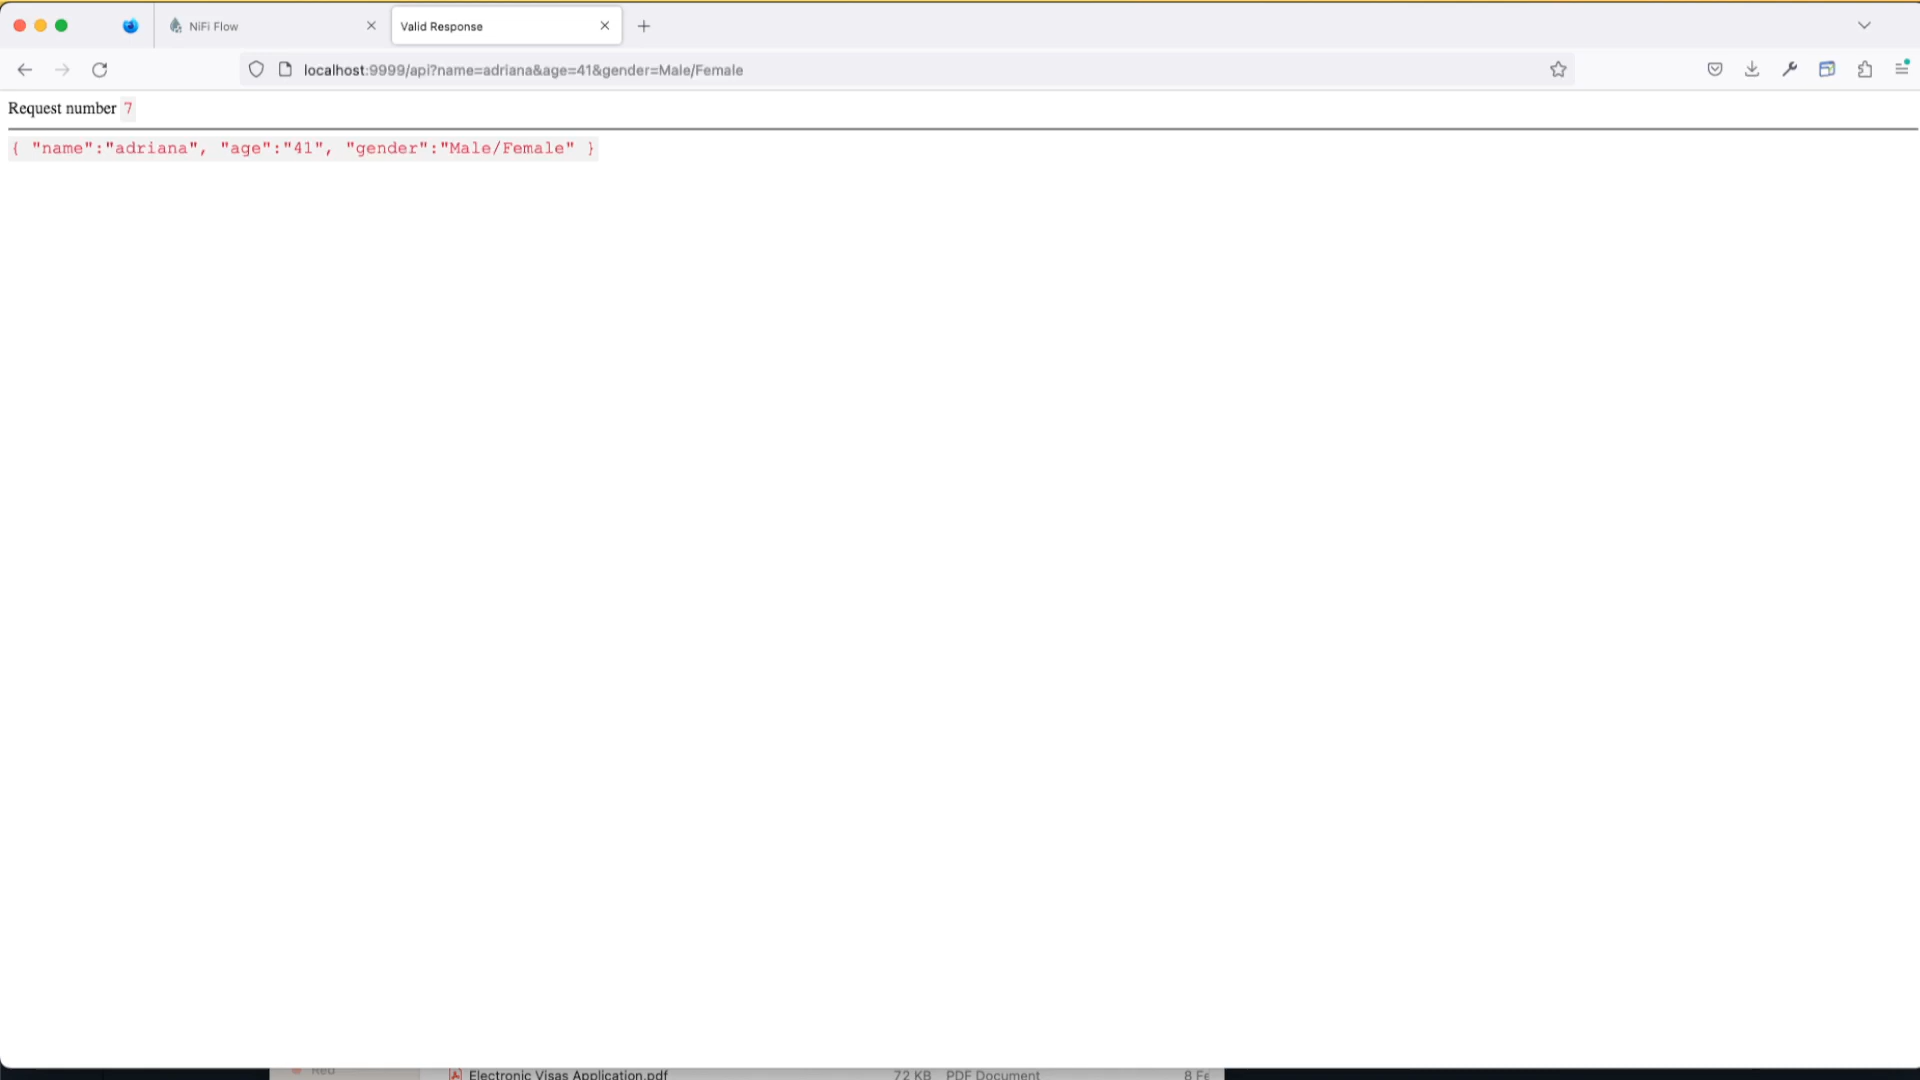 NiFi Flow
Valid Response
localhost:9999/api?name=adriana&age=41&gender=Male/Female
Request number 7
{ "name":"adriana", "age":"41", "gender":"Male/Female" }
Red
Electronic Visas Application.pdf 72 KB PDF Document